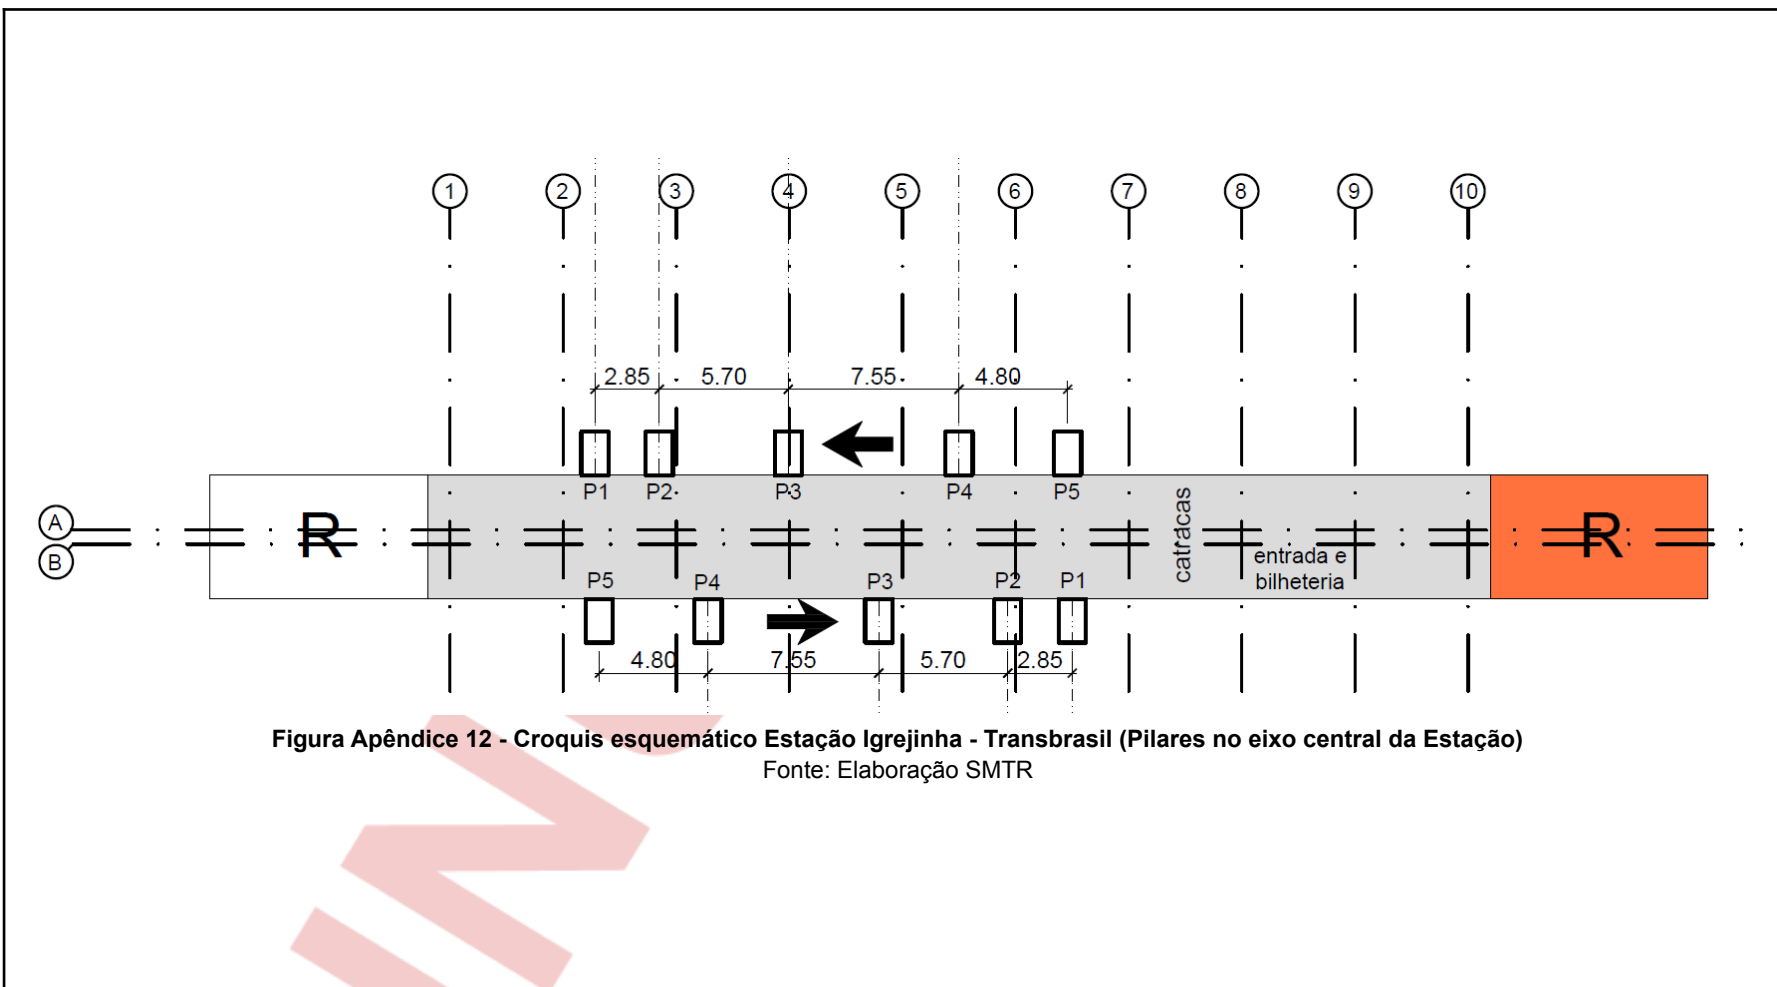 1 2 3 4 5 6 7 8 9 10
2.85 5.70 7.55 4.80
P1 P2 P3 P4 P5
A
B
R
catracas
entrada e
bilheteria
R
P5 P4 P3 P2 P1
4.80 7.55 5.70 2.85
Figura Apêndice 12 - Croquis esquemático Estação Igrejinha - Transbrasil (Pilares no eixo central da Estação)
Fonte: Elaboração SMTR